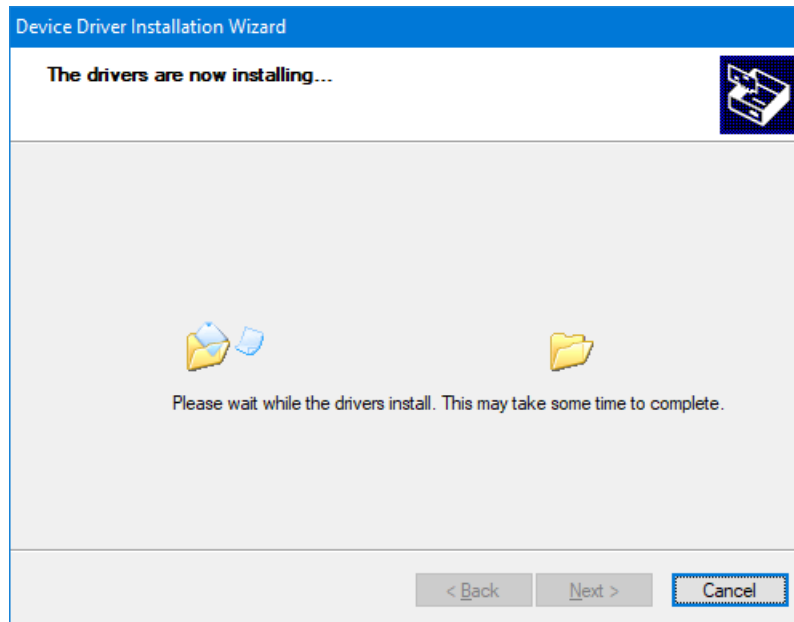 Device Driver Installation Wizard
The drivers are now installing...
Please wait while the drivers install. This may take some time to complete.
< Back
Next >
Cancel